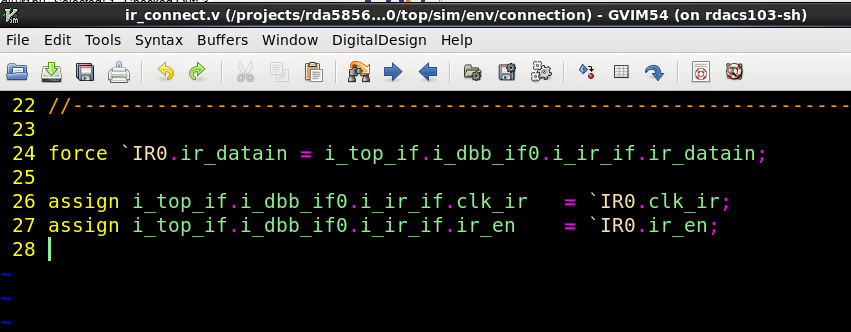 ir_connect.v (/projects/rda5856...0/top/sim/env/connection) - GVIM54 (on rdacs103-sh)
File Edit Tools Syntax Buffers Window DigitalDesign Help
22 //-------------------------------------------------------------------
23
24 force `IR0.ir_datain = i_top_if.i_dbb_if0.i_ir_if.ir_datain;
25
26 assign i_top_if.i_dbb_if0.i_ir_if.clk_ir   = `IR0.clk_ir;
27 assign i_top_if.i_dbb_if0.i_ir_if.ir_en    = `IR0.ir_en;
28
~
~
~